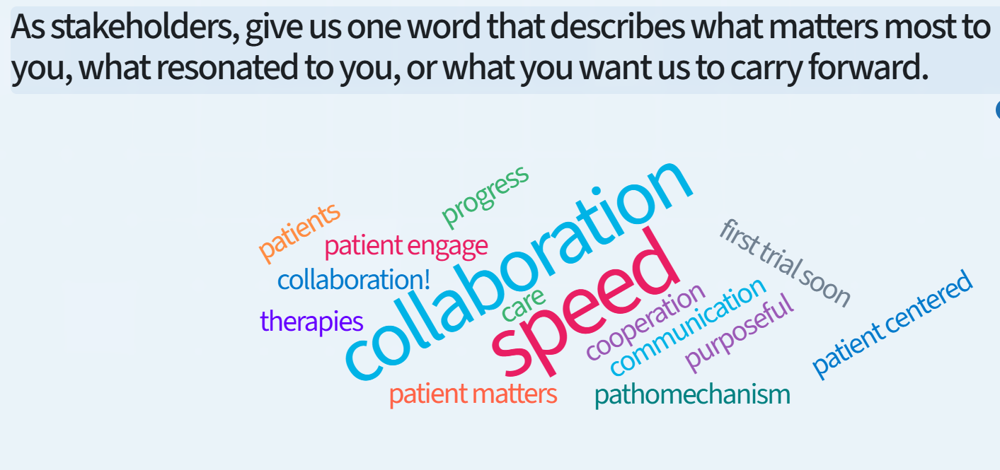 As stakeholders, give us one word that describes what matters most to
you, what resonated to you, or what you want us to carry forward.
progress
collaboration
patients
patient engage
first trial soon
speed
collaboration!
care
cooperation
communication
purposeful
patient centered
therapies
patient matters
pathomechanism